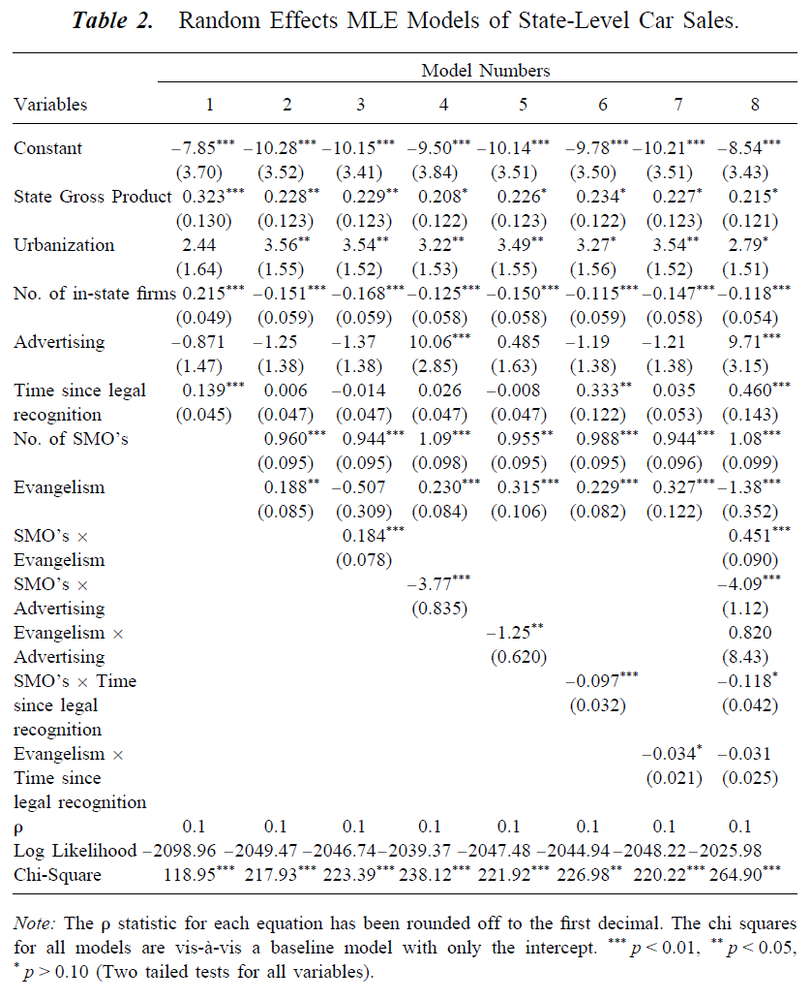 Table 2. Random Effects MLE Models of State-Level Car Sales.
Model Numbers
Variables 1 2 3 4 5 6 7 8
Constant −7.85*** −10.28*** −10.15*** −9.50*** −10.14*** −9.78*** −10.21*** −8.54***
(3.70) (3.52) (3.41) (3.84) (3.51) (3.50) (3.51) (3.43)
State Gross Product 0.323*** 0.228** 0.229** 0.208* 0.226* 0.234* 0.227* 0.215*
(0.130) (0.123) (0.123) (0.122) (0.123) (0.122) (0.123) (0.121)
Urbanization 2.44 3.56** 3.54** 3.22** 3.49** 3.27* 3.54** 2.79*
(1.64) (1.55) (1.52) (1.53) (1.55) (1.56) (1.52) (1.51)
No. of in-state firms 0.215*** −0.151*** −0.168*** −0.125*** −0.150*** −0.115*** −0.147*** −0.118***
(0.049) (0.059) (0.059) (0.058) (0.058) (0.059) (0.058) (0.054)
Advertising −0.871 −1.25 −1.37 10.06*** 0.485 −1.19 −1.21 9.71***
(1.47) (1.38) (1.38) (2.85) (1.63) (1.38) (1.38) (3.15)
Time since legal 0.139*** 0.006 −0.014 0.026 −0.008 0.333** 0.035 0.460***
recognition (0.045) (0.047) (0.047) (0.047) (0.047) (0.122) (0.053) (0.143)
No. of SMO's 0.960*** 0.944*** 1.09*** 0.955** 0.988*** 0.944*** 1.08***
(0.095) (0.095) (0.098) (0.095) (0.095) (0.096) (0.099)
Evangelism 0.188** −0.507 0.230*** 0.315*** 0.229*** 0.327*** −1.38***
(0.085) (0.309) (0.084) (0.106) (0.082) (0.122) (0.352)
SMO's × 0.184*** 0.451***
Evangelism (0.078) (0.090)
SMO's × −3.77*** −4.09***
Advertising (0.835) (1.12)
Evangelism × −1.25** 0.820
Advertising (0.620) (8.43)
SMO's × Time −0.097*** −0.118*
since legal (0.032) (0.042)
recognition
Evangelism × −0.034* −0.031
Time since (0.021) (0.025)
legal recognition
ρ 0.1 0.1 0.1 0.1 0.1 0.1 0.1 0.1
Log Likelihood −2098.96 −2049.47 −2046.74 −2039.37 −2047.48 −2044.94 −2048.22 −2025.98
Chi-Square 118.95*** 217.93*** 223.39*** 238.12*** 221.92*** 226.98** 220.22*** 264.90***
Note: The ρ statistic for each equation has been rounded off to the first decimal. The chi squares
for all models are vis-à-vis a baseline model with only the intercept. *** p < 0.01, ** p < 0.05,
* p > 0.10 (Two tailed tests for all variables).